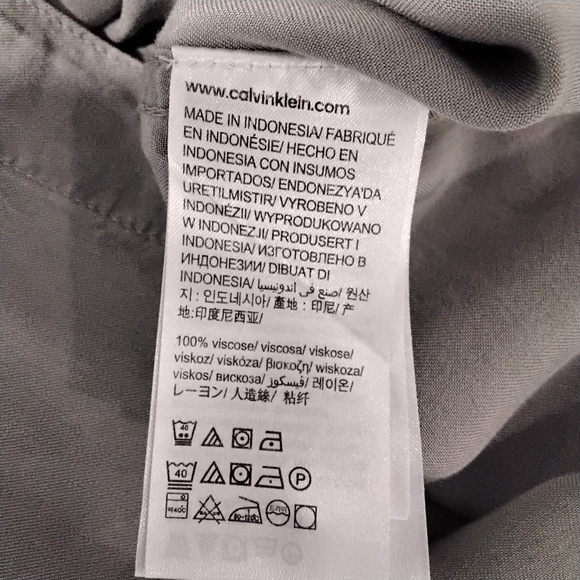 www.calvinklein.com
MADE IN INDONESIA/ FABRIQUÉ
EN INDONÉSIE/ HECHO EN
INDONESIA CON INSUMOS
IMPORTADOS/ ENDONEZYA'DA
URETILMISTIR/ VYROBENO V
INDONÉZII/ WYPRODUKOWANO
W INDONEZJI/ PRODUSERT I
INDONESIA/ ИЗГОТОВЛЕНО В
ИНДОНЕЗИИ/ DIBUAT DI
INDONESIA/ صنع في اندونيسيا/ 원산
지 : 인도네시아/ 產地 : 印尼/ 产
地:印度尼西亚/
100% viscose/ viscosa/ viskose/
viskoz/ viskóza/ βισκοζη/ wiskoza/
viskos/ вискоза/ فيسكوز/ 레이온/
レーヨン/ 人造絲/ 粘纤
40
40 P